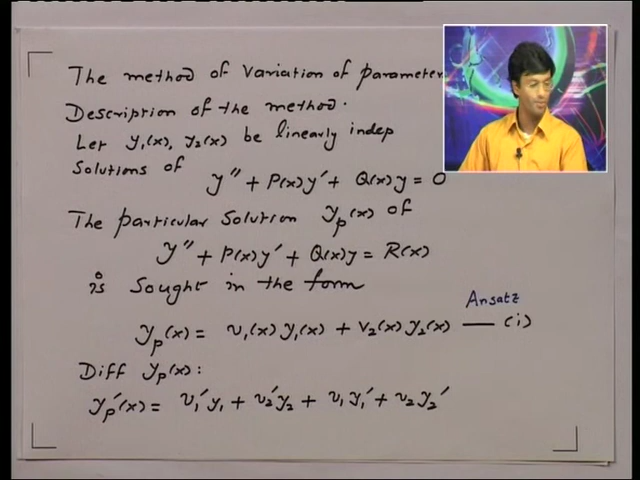 The method of Variation of parameter
Description of the method.
Let y₁(x), y₂(x) be linearly indep
Solutions of
y″ + P(x)y′ + Q(x)y = 0
The particular Solution yp(x) of
y″ + P(x)y′ + Q(x)y = R(x)
is Sought in the form
Ansatz
yp(x) = v₁(x) y₁(x) + v₂(x) y₂(x) — (i)
Diff yp(x):
yp′(x) = v₁′y₁ + v₂′y₂ + v₁y₁′ + v₂y₂′